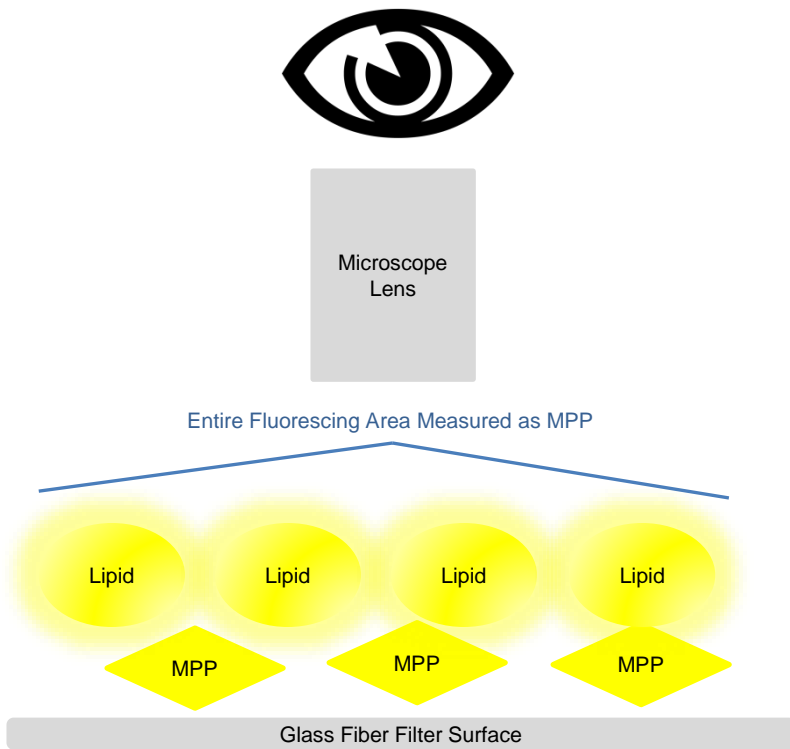 Microscope
Lens
Entire Fluorescing Area Measured as MPP
Lipid Lipid Lipid Lipid
MPP MPP MPP
Glass Fiber Filter Surface